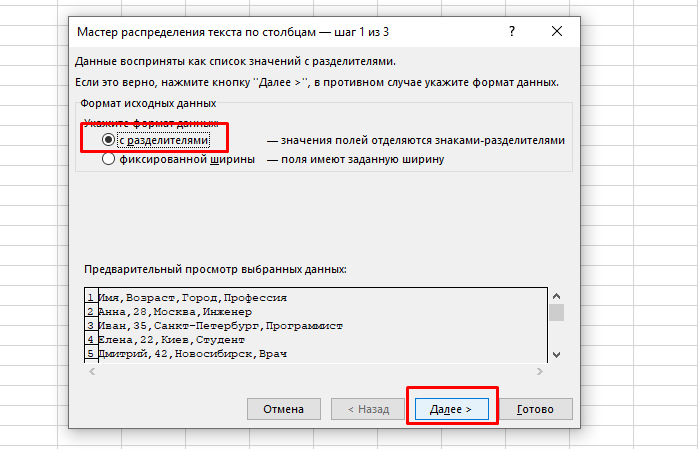 Мастер распределения текста по столбцам — шаг 1 из 3 ?
Данные восприняты как список значений с разделителями.
Если это верно, нажмите кнопку "Далее >", в противном случае укажите формат данных.
Формат исходных данных
Укажите формат данных:
с разделителями — значения полей отделяются знаками-разделителями
фиксированной ширины — поля имеют заданную ширину
Предварительный просмотр выбранных данных:
1 Имя,Возраст,Город,Профессия
2 Анна,28,Москва,Инженер
3 Иван,35,Санкт-Петербург,Программист
4 Елена,22,Киев,Студент
5 Дмитрий,42,Новосибирск,Врач
Отмена < Назад Далее > Готово